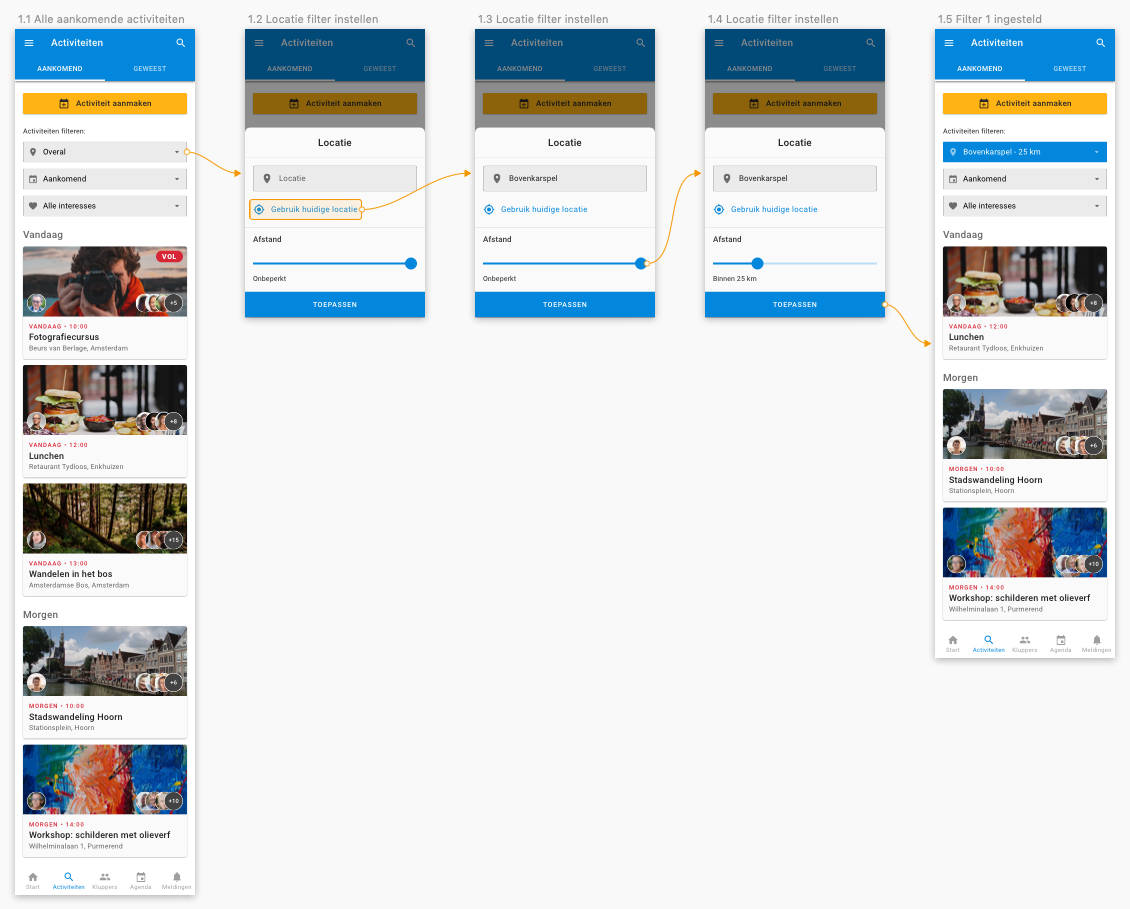 1.1 Alle aankomende activiteiten
Activiteiten
AANKOMEND GEWEEST
Activiteit aanmaken
Activiteiten filteren:
Overal
Aankomend
Alle interesses
Vandaag
VOL
+5
VANDAAG • 10:00
Fotografiecursus
Beurs van Berlage, Amsterdam
+8
VANDAAG • 12:00
Lunchen
Retaurant Tydloos, Enkhuizen
+15
VANDAAG • 13:00
Wandelen in het bos
Amsterdamse Bos, Amsterdam
Morgen
+6
MORGEN • 10:00
Stadswandeling Hoorn
Stationsplein, Hoorn
+10
MORGEN • 14:00
Workshop: schilderen met olieverf
Wilhelminalaan 1, Purmerend
Start Activiteiten Kluppers Agenda Meldingen
1.2 Locatie filter instellen
Activiteiten
AANKOMEND GEWEEST
Activiteit aanmaken
Locatie
Locatie
Gebruik huidige locatie
Afstand
Onbeperkt
TOEPASSEN
1.3 Locatie filter instellen
Activiteiten
AANKOMEND GEWEEST
Activiteit aanmaken
Locatie
Bovenkarspel
Gebruik huidige locatie
Afstand
Onbeperkt
TOEPASSEN
1.4 Locatie filter instellen
Activiteiten
AANKOMEND GEWEEST
Activiteit aanmaken
Locatie
Bovenkarspel
Gebruik huidige locatie
Afstand
Binnen 25 km
TOEPASSEN
1.5 Filter 1 ingesteld
Activiteiten
AANKOMEND GEWEEST
Activiteit aanmaken
Activiteiten filteren:
Bovenkarspel - 25 km
Aankomend
Alle interesses
Vandaag
+8
VANDAAG • 12:00
Lunchen
Retaurant Tydloos, Enkhuizen
Morgen
+6
MORGEN • 10:00
Stadswandeling Hoorn
Stationsplein, Hoorn
+10
MORGEN • 14:00
Workshop: schilderen met olieverf
Wilhelminalaan 1, Purmerend
Start Activiteiten Kluppers Agenda Meldingen